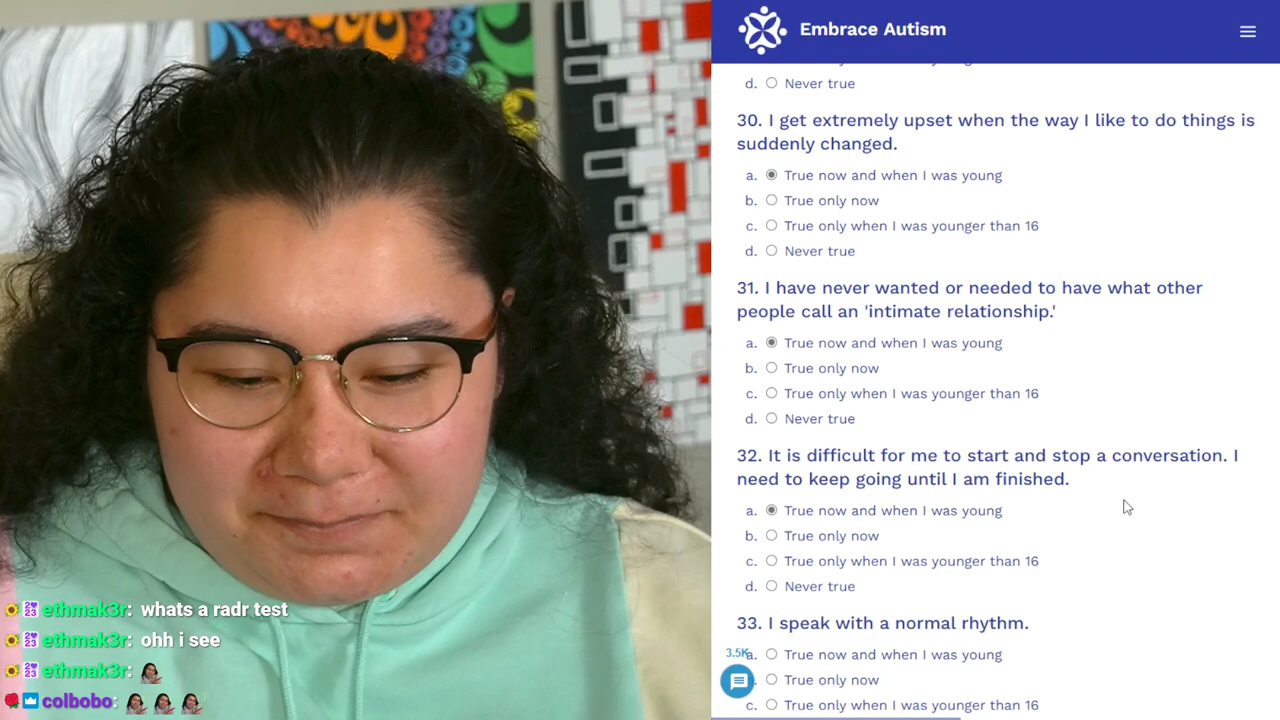 Embrace Autism
d. Never true
30. I get extremely upset when the way I like to do things is
suddenly changed.
a. True now and when I was young
b. True only now
c. True only when I was younger than 16
d. Never true
31. I have never wanted or needed to have what other
people call an 'intimate relationship.'
a. True now and when I was young
b. True only now
c. True only when I was younger than 16
d. Never true
32. It is difficult for me to start and stop a conversation. I
need to keep going until I am finished.
a. True now and when I was young
b. True only now
c. True only when I was younger than 16
d. Never true
33. I speak with a normal rhythm.
3.5K
a. True now and when I was young
True only now
c. True only when I was younger than 16
ethmak3r: whats a radr test
ethmak3r: ohh i see
ethmak3r:
colbobo: